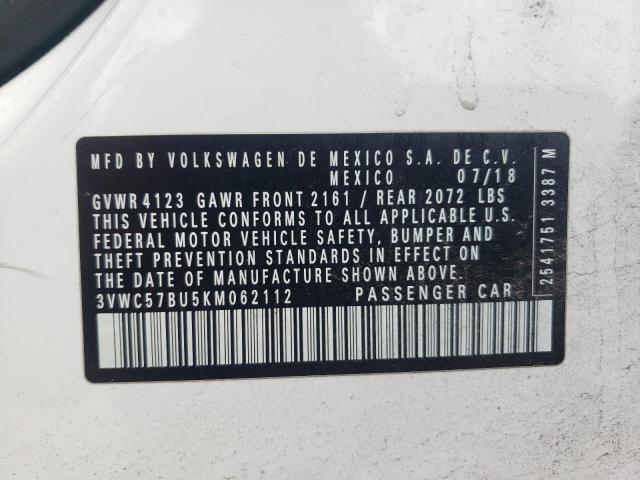 MFD BY VOLKSWAGEN DE MEXICO S.A. DE C.V.
MEXICO 07/18
GVWR 4123 GAWR FRONT 2161 / REAR 2072 LBS
THIS VEHICLE CONFORMS TO ALL APPLICABLE U.S.
FEDERAL MOTOR VEHICLE SAFETY, BUMPER AND
THEFT PREVENTION STANDARDS IN EFFECT ON
THE DATE OF MANUFACTURE SHOWN ABOVE.
3VWC57BU5KM062112 PASSENGER CAR
2541751 3387 M